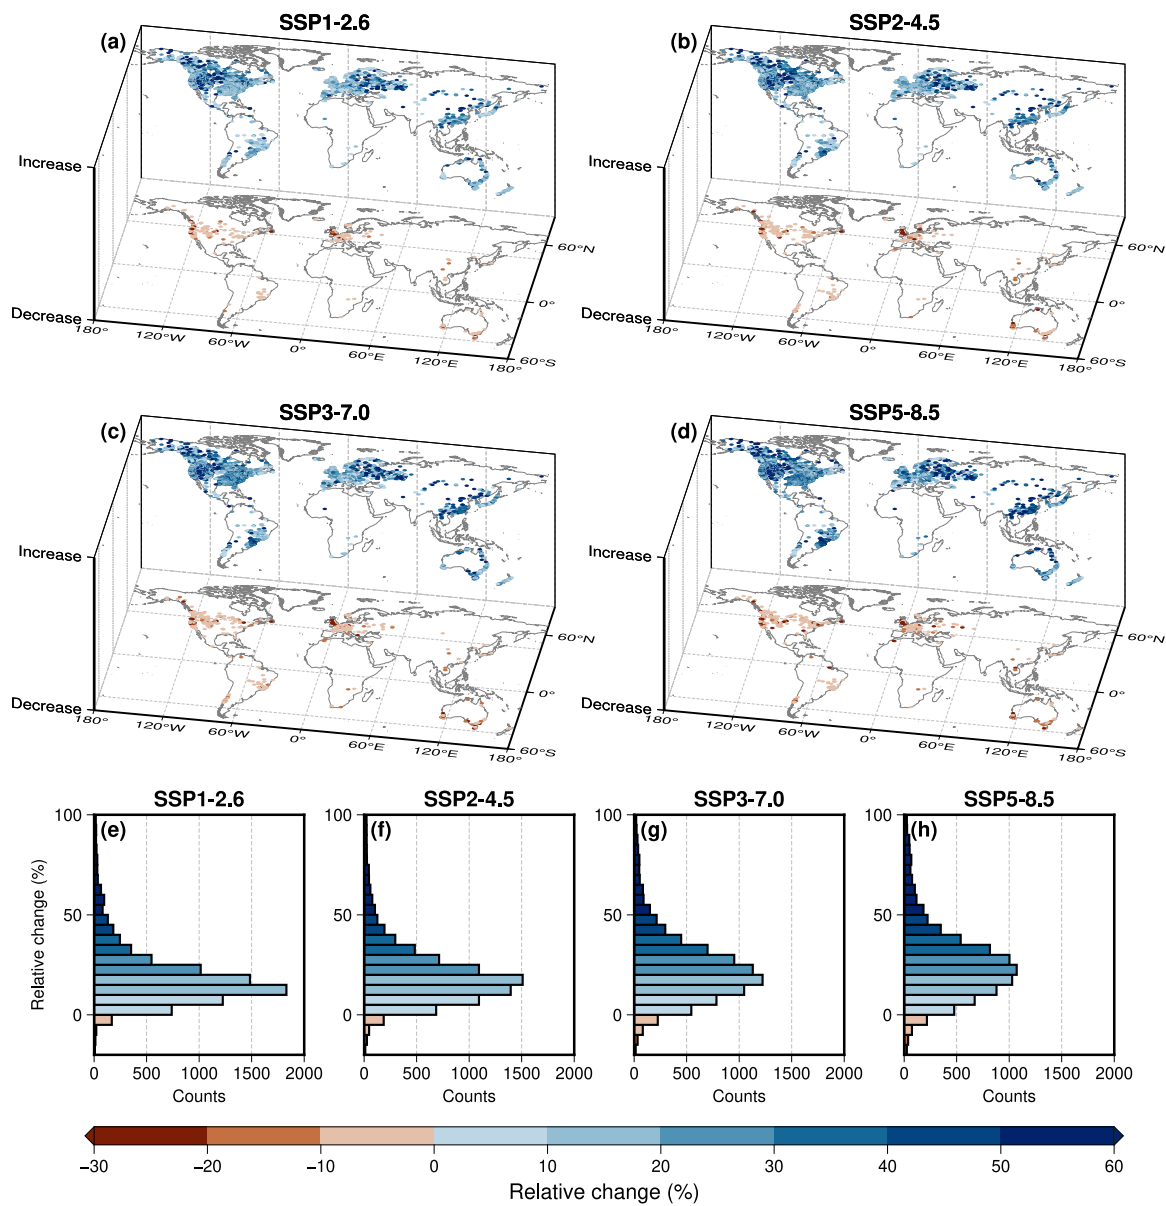 SSP1-2.6
SSP2-4.5
(a)
(b)
Increase
Increase
60°N
60°N
0°
0°
Decrease
Decrease
180°
120°W
60°W
0°
60°E
120°E
180°
60°S
180°
120°W
60°W
0°
60°E
120°E
180°
60°S
SSP3-7.0
SSP5-8.5
(c)
(d)
Increase
Increase
60°N
60°N
0°
0°
Decrease
Decrease
180°
120°W
60°W
0°
60°E
120°E
180°
60°S
180°
120°W
60°W
0°
60°E
120°E
180°
60°S
SSP1-2.6
SSP2-4.5
SSP3-7.0
SSP5-8.5
(e)
(f)
(g)
(h)
Relative change (%)
100
50
0
100
50
0
100
50
0
100
50
0
0 500 1000 1500 2000
0 500 1000 1500 2000
0 500 1000 1500 2000
0 500 1000 1500 2000
Counts
Counts
Counts
Counts
−30 −20 −10 0 10 20 30 40 50 60
Relative change (%)